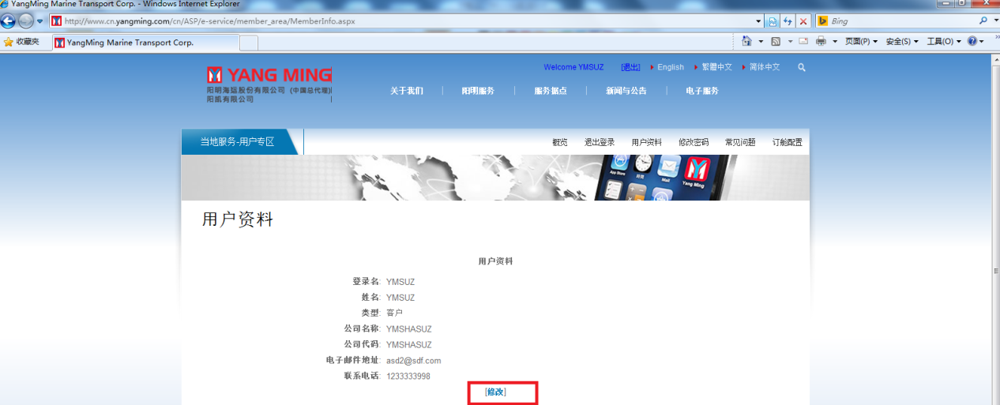 YangMing Marine Transport Corp. - Windows Internet Explorer
http://www.cn.yangming.com/cn/ASP/e-service/member_area/MemberInfo.aspx
Bing
收藏夹
YangMing Marine Transport Corp.
页面(P)
安全(S)
工具(O)
Welcome YMSUZ [退出] English 繁體中文 简体中文
YANG MING
阳明海运股份有限公司 (中国总代理)
阳凯有限公司
关于我们 阳明服务 服务据点 新闻与公告 电子服务
当地服务-用户专区
概览 退出登录 用户资料 修改密码 常见问题 订舱配置
App Store
Mail
Yang Ming
用户资料
用户资料
登录名: YMSUZ
姓名: YMSUZ
类型: 客户
公司名称: YMSHASUZ
公司代码: YMSHASUZ
电子邮件地址: asd2@sdf.com
联系电话: 1233333998
[修改]